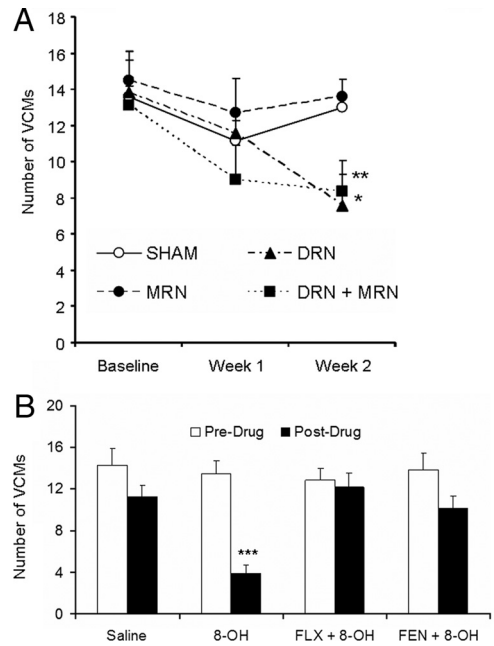 A
Number of VCMs
18
16
14
12
10
8
6
4
2
0
**
*
SHAM
DRN
MRN
DRN + MRN
Baseline Week 1 Week 2
B
Number of VCMs
20
16
12
8
4
0
Pre-Drug Post-Drug
***
Saline 8-OH FLX + 8-OH FEN + 8-OH